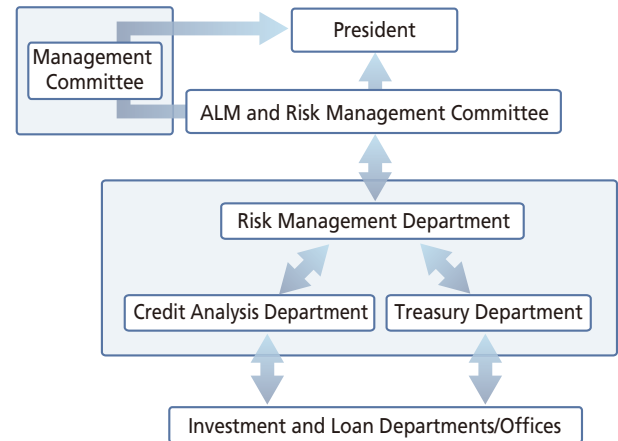 President
Management
Committee
ALM and Risk Management Committee
Risk Management Department
Credit Analysis Department
Treasury Department
Investment and Loan Departments/Offices